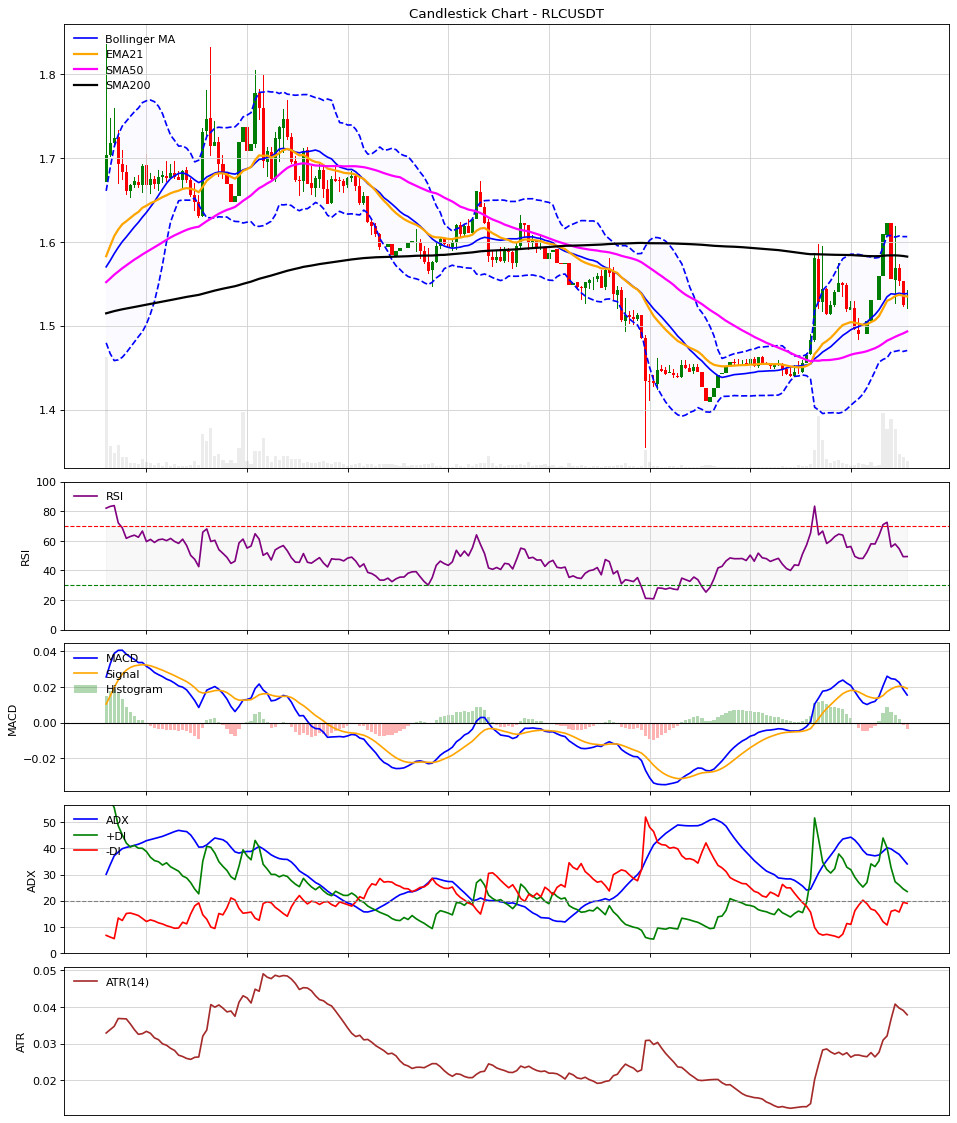 Candlestick Chart - RLCUSDT
Bollinger MA
EMA21
SMA50
SMA200
1.8
1.7
1.6
1.5
1.4
RSI
100
80
60
40
20
0
RSI
MACD
Signal
Histogram
0.04
0.02
0.00
−0.02
MACD
ADX
+DI
-DI
50
40
30
20
10
0
ADX
ATR(14)
0.05
0.04
0.03
0.02
ATR